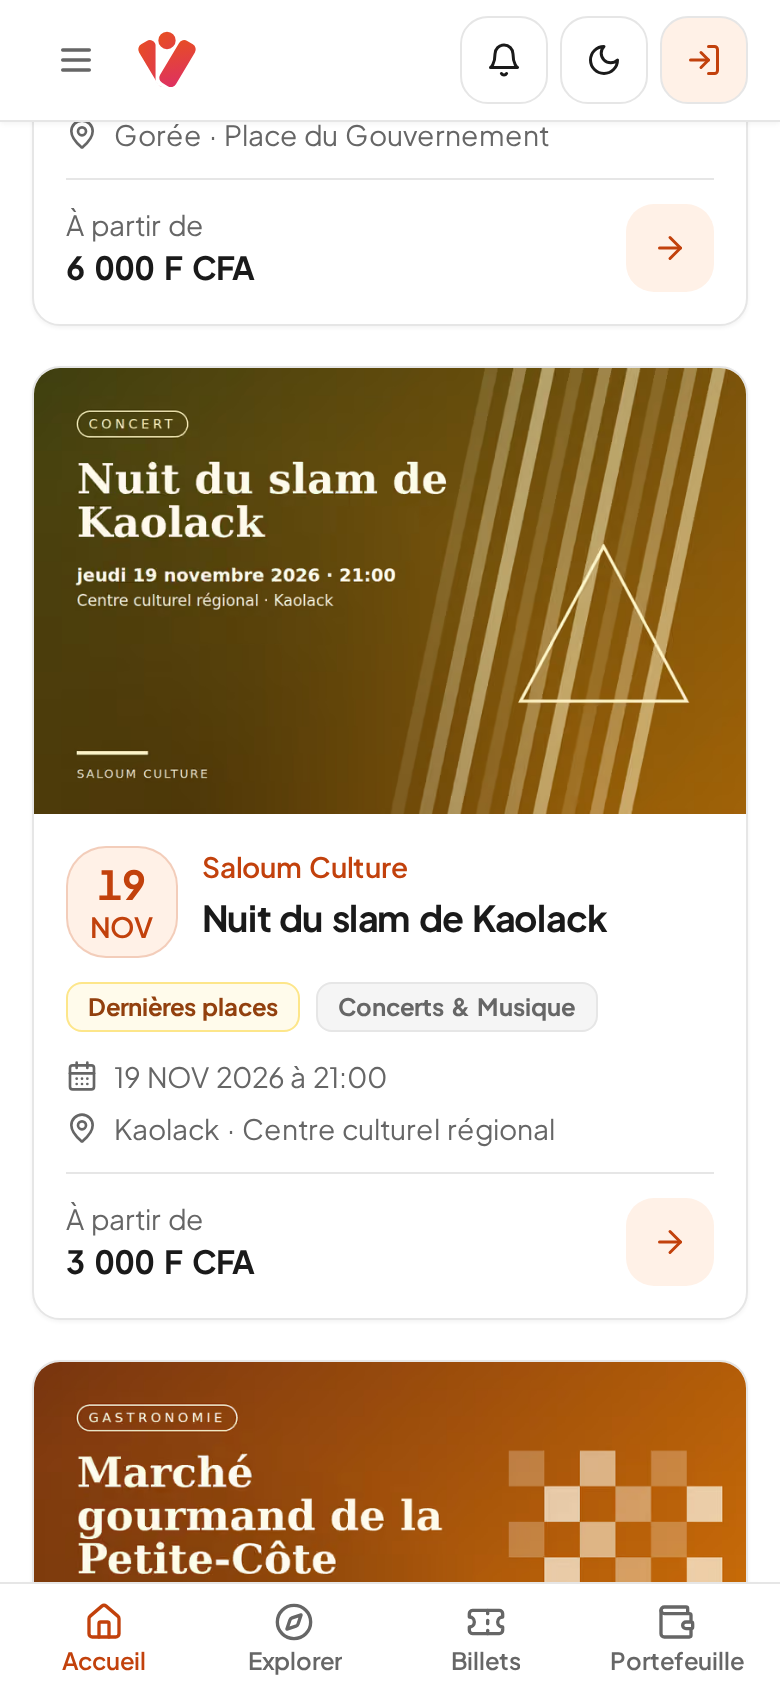 Gorée · Place du Gouvernement
À partir de
6 000 F CFA
CONCERT
Nuit du slam de
Kaolack
jeudi 19 novembre 2026 · 21:00
Centre culturel régional · Kaolack
SALOUM CULTURE
19
NOV
Saloum Culture
Nuit du slam de Kaolack
Dernières places
Concerts & Musique
19 NOV 2026 à 21:00
Kaolack · Centre culturel régional
À partir de
3 000 F CFA
GASTRONOMIE
Marché
gourmand de la
Petite-Côte
Accueil
Explorer
Billets
Portefeuille